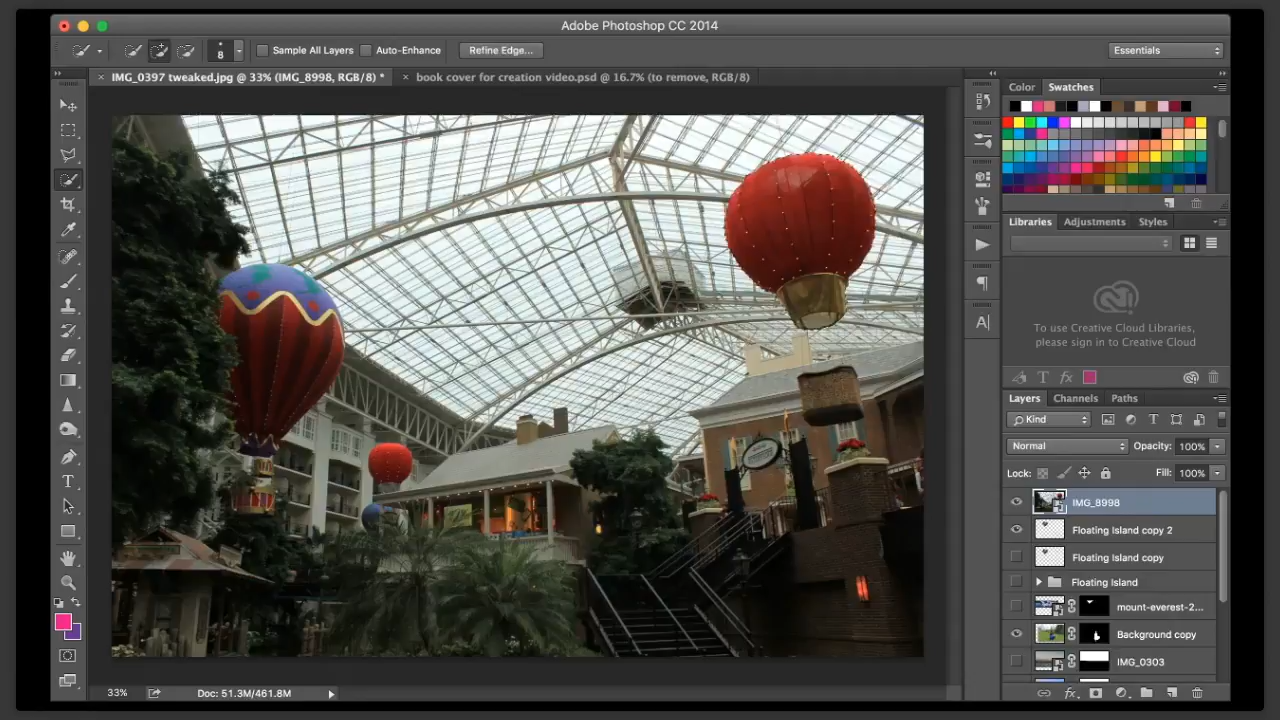 Adobe Photoshop CC 2014
8
Sample All Layers
Auto-Enhance
Refine Edge...
Essentials
IMG_0397 tweaked.jpg @ 33% (IMG_8998, RGB/8) *
book cover for creation video.psd @ 16.7% (to remove, RGB/8)
Color
Swatches
Libraries
Adjustments
Styles
To use Creative Cloud Libraries,
please sign in to Creative Cloud
Layers
Channels
Paths
Kind
Normal
Opacity: 100%
Lock:
Fill: 100%
IMG_8998
Floating Island copy 2
Floating Island copy
Floating Island
mount-everest-2...
Background copy
IMG_0303
33%
Doc: 51.3M/461.8M